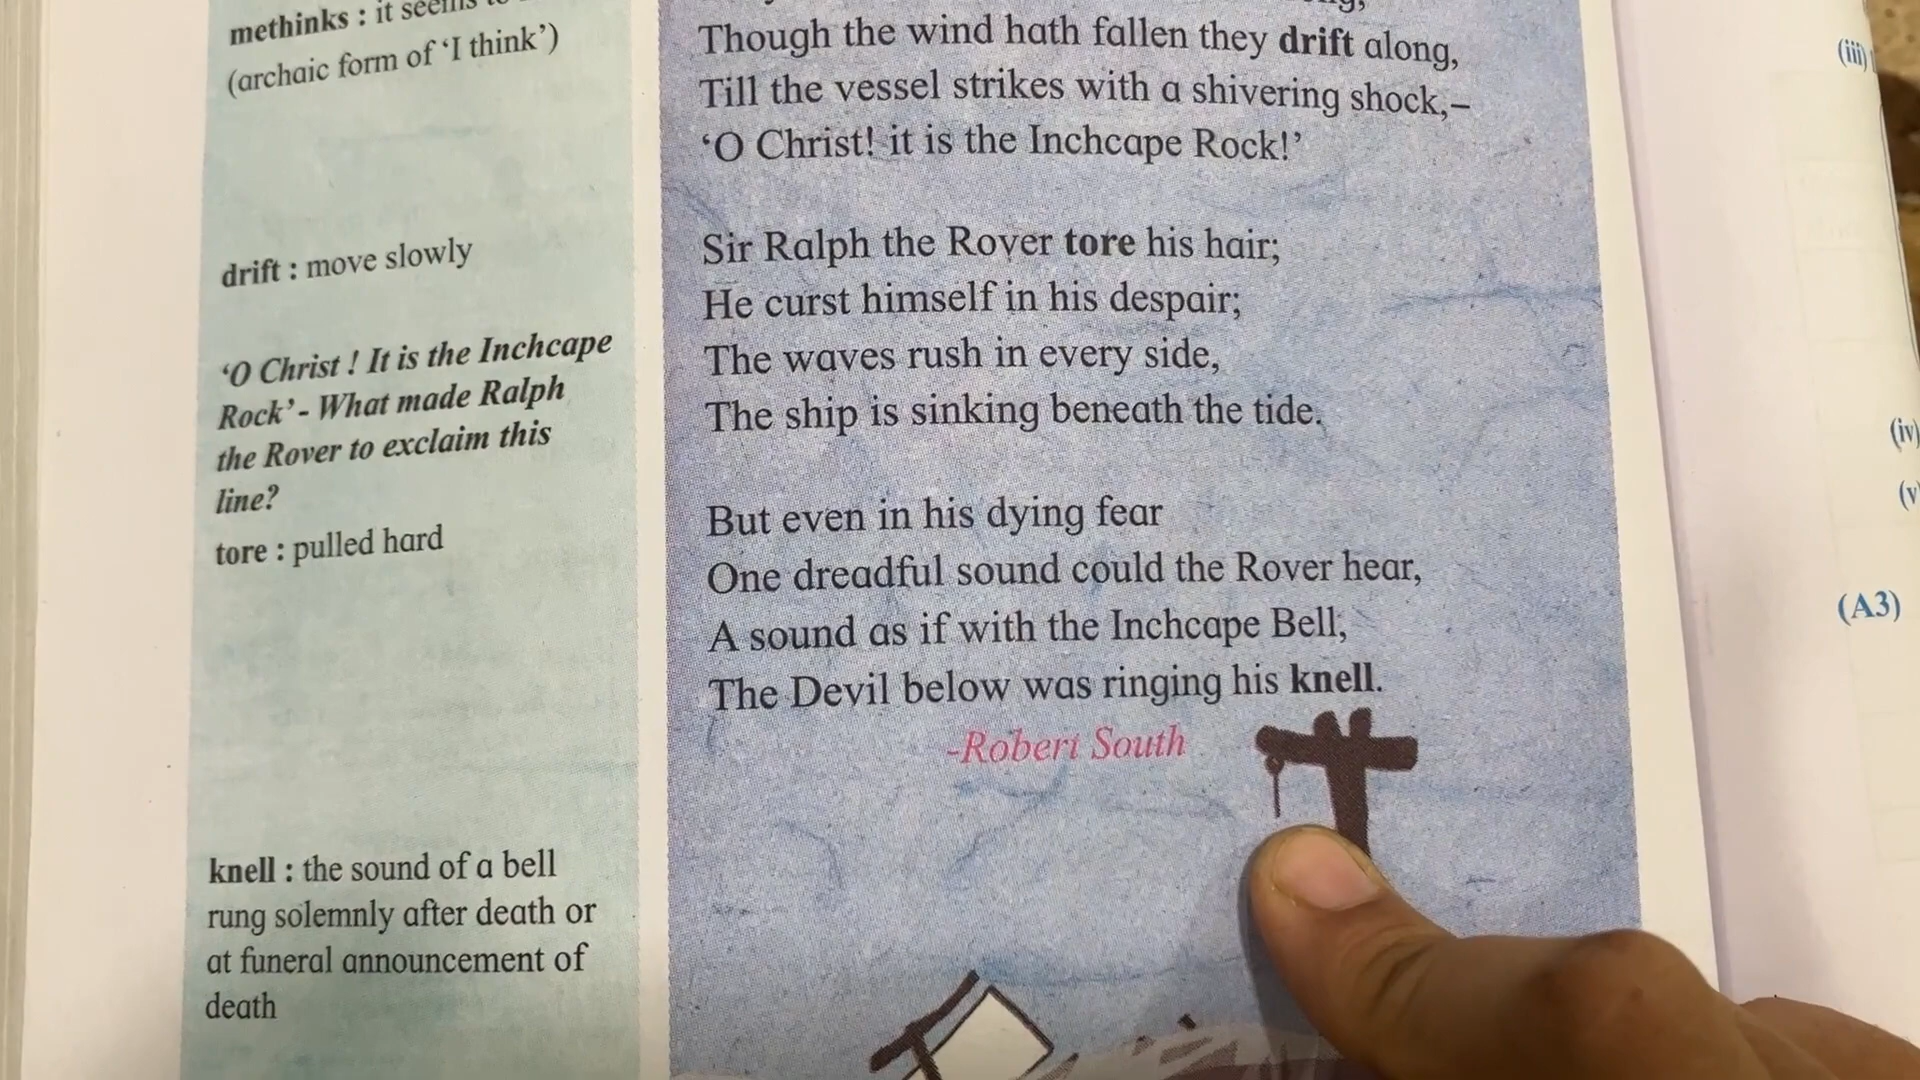 methinks : it seems
(archaic form of ‘I think’)
drift : move slowly
‘O Christ ! It is the Inchcape
Rock’- What made Ralph
the Rover to exclaim this
line?
tore : pulled hard
knell : the sound of a bell
rung solemnly after death or
at funeral announcement of
death
Though the wind hath fallen they drift along,
Till the vessel strikes with a shivering shock,–
‘O Christ! it is the Inchcape Rock!’
Sir Ralph the Rover tore his hair;
He curst himself in his despair;
The waves rush in every side,
The ship is sinking beneath the tide.
But even in his dying fear
One dreadful sound could the Rover hear,
A sound as if with the Inchcape Bell,
The Devil below was ringing his knell.
-Robert South
(iii)
(iv)
(v
(A3)